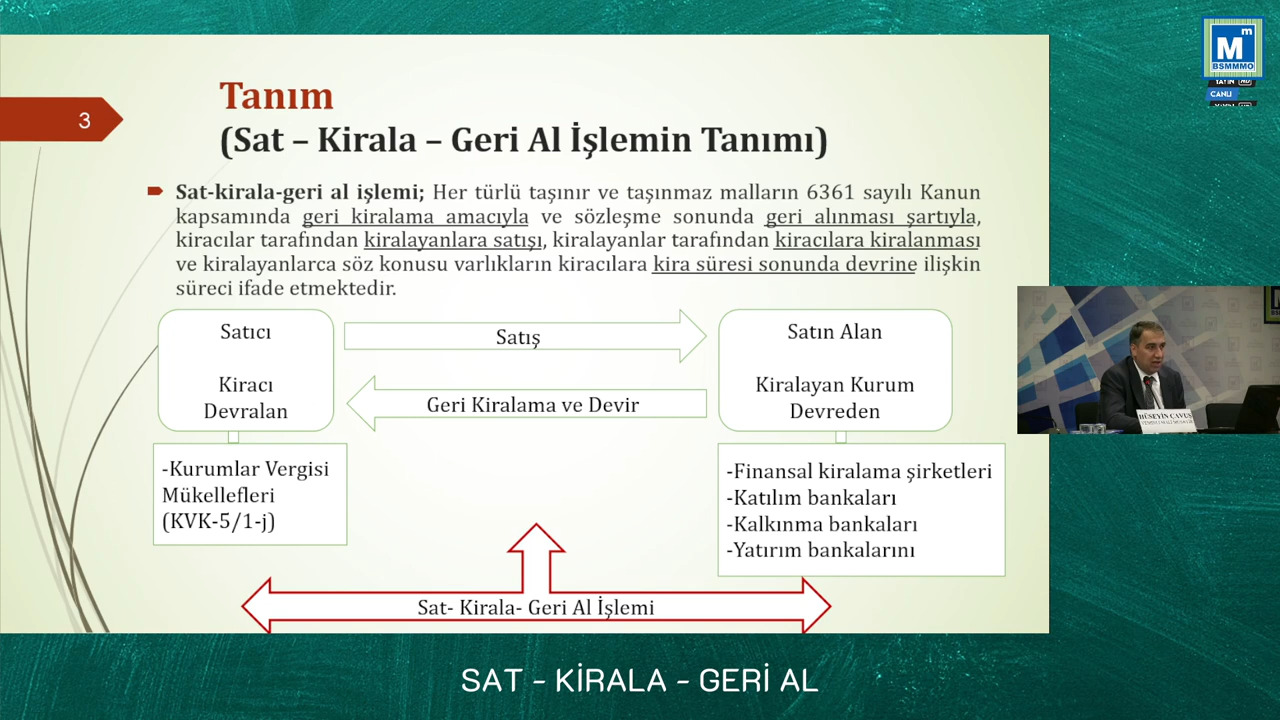 3
Tanım
(Sat – Kirala – Geri Al İşlemin Tanımı)
Sat-kirala-geri al işlemi; Her türlü taşınır ve taşınmaz malların 6361 sayılı Kanun
kapsamında geri kiralama amacıyla ve sözleşme sonunda geri alınması şartıyla,
kiracılar tarafından kiralayanlara satışı, kiralayanlar tarafından kiracılara kiralanması
ve kiralayanlarca söz konusu varlıkların kiracılara kira süresi sonunda devrine ilişkin
süreci ifade etmektedir.
Satıcı
Kiracı
Devralan
Satış
Geri Kiralama ve Devir
Satın Alan
Kiralayan Kurum
Devreden
-Kurumlar Vergisi
Mükellefleri
(KVK-5/1-j)
-Finansal kiralama şirketleri
-Katılım bankaları
-Kalkınma bankaları
-Yatırım bankalarını
Sat- Kirala- Geri Al İşlemi
Mm
BSMMMO
CANLI
HÜSEYİN ÇAVUŞ
SAT - KİRALA - GERİ AL